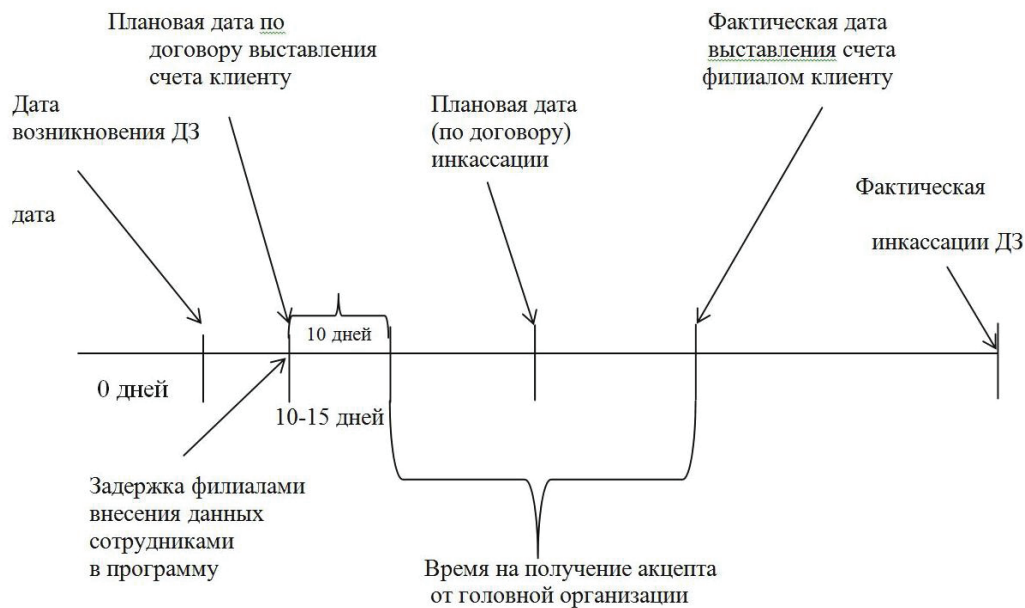 Плановая дата по
договору выставления
счета клиенту
Фактическая дата
выставления счета
филиалом клиенту
Дата
возникновения ДЗ
Плановая дата
(по договору)
инкассации
Фактическая
дата
инкассации ДЗ
10 дней
0 дней
10-15 дней
Задержка филиалами
внесения данных
сотрудниками
в программу
Время на получение акцепта
от головной организации